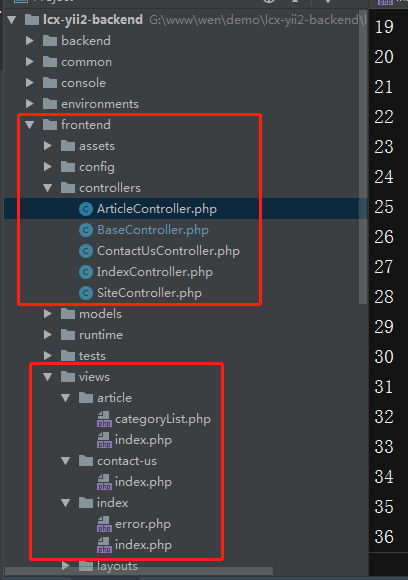 lcx-yii2-backend G:\www\wen\demo\lcx-yii2-backend\
backend
common
console
environments
frontend
assets
config
controllers
ArticleController.php
BaseController.php
ContactUsController.php
IndexController.php
SiteController.php
models
runtime
tests
views
article
categoryList.php
index.php
contact-us
index.php
index
error.php
index.php
layouts
19
20
21
22
23
24
25
26
27
28
29
30
31
32
33
34
35
36